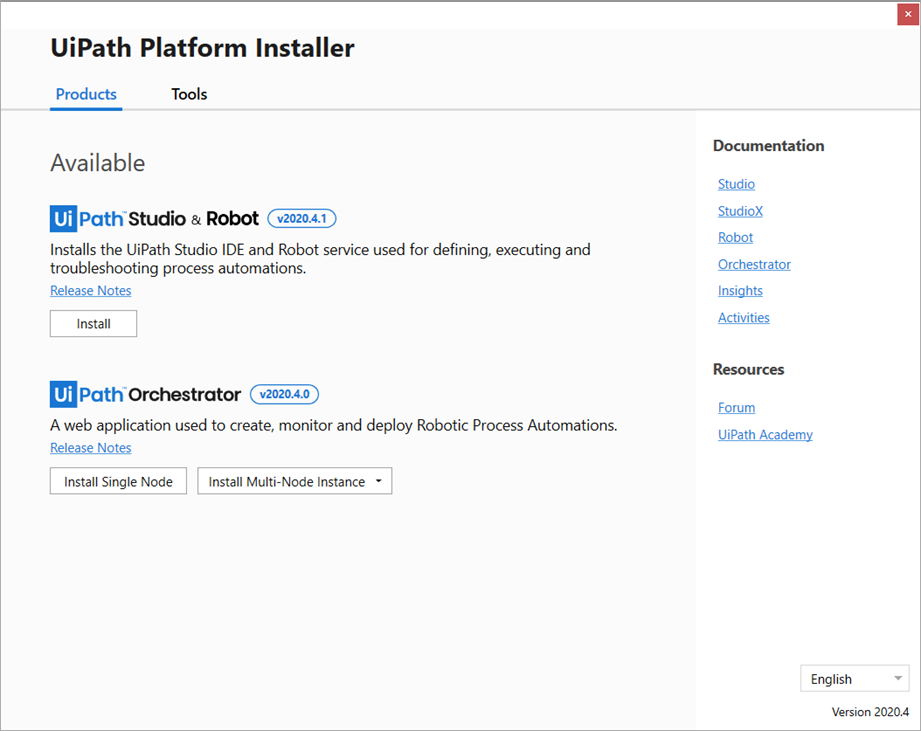 UiPath Platform Installer
Products Tools
Available
UiPath™ Studio & Robot v2020.4.1
Installs the UiPath Studio IDE and Robot service used for defining, executing and
troubleshooting process automations.
Release Notes
Install
UiPath™ Orchestrator v2020.4.0
A web application used to create, monitor and deploy Robotic Process Automations.
Release Notes
Install Single Node Install Multi-Node Instance
Documentation
Studio
StudioX
Robot
Orchestrator
Insights
Activities
Resources
Forum
UiPath Academy
English
Version 2020.4